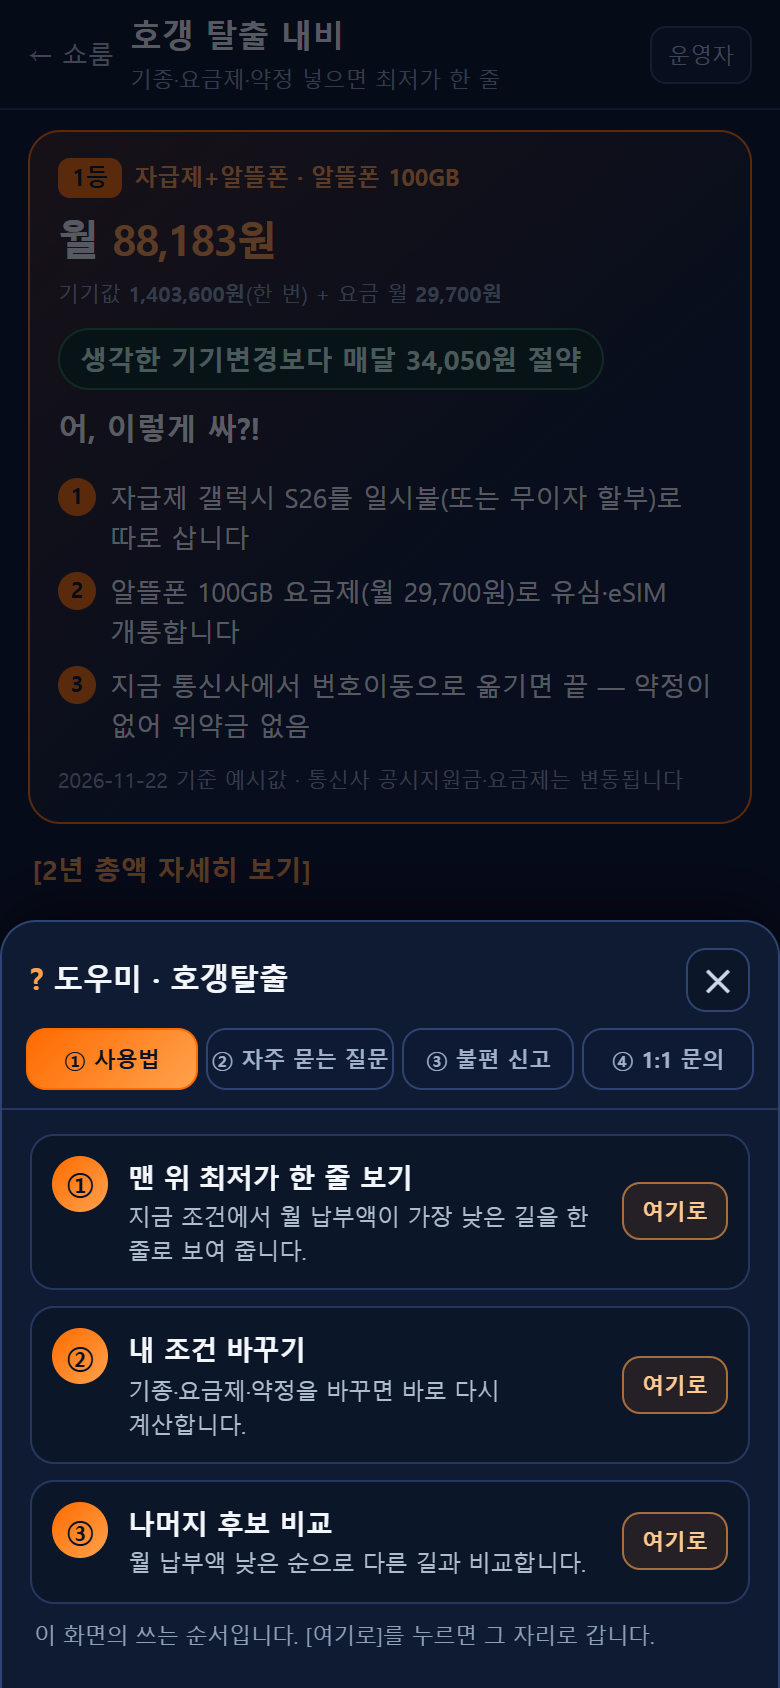 ← 쇼룸
호갱 탈출 내비
기종·요금제·약정 넣으면 최저가 한 줄
운영자
1등 자급제+알뜰폰 · 알뜰폰 100GB
월 88,183원
기기값 1,403,600원(한 번) + 요금 월 29,700원
생각한 기기변경보다 매달 34,050원 절약
어, 이렇게 싸?!
1 자급제 갤럭시 S26를 일시불(또는 무이자 할부)로
따로 삽니다
2 알뜰폰 100GB 요금제(월 29,700원)로 유심·eSIM
개통합니다
3 지금 통신사에서 번호이동으로 옮기면 끝 — 약정이
없어 위약금 없음
2026-11-22 기준 예시값 · 통신사 공시지원금·요금제는 변동됩니다
[2년 총액 자세히 보기]
? 도우미 · 호갱탈출
① 사용법 ② 자주 묻는 질문 ③ 불편 신고 ④ 1:1 문의
① 맨 위 최저가 한 줄 보기
지금 조건에서 월 납부액이 가장 낮은 길을 한
줄로 보여 줍니다.
여기로
② 내 조건 바꾸기
기종·요금제·약정을 바꾸면 바로 다시
계산합니다.
여기로
③ 나머지 후보 비교
월 납부액 낮은 순으로 다른 길과 비교합니다.
여기로
이 화면의 쓰는 순서입니다. [여기로]를 누르면 그 자리로 갑니다.